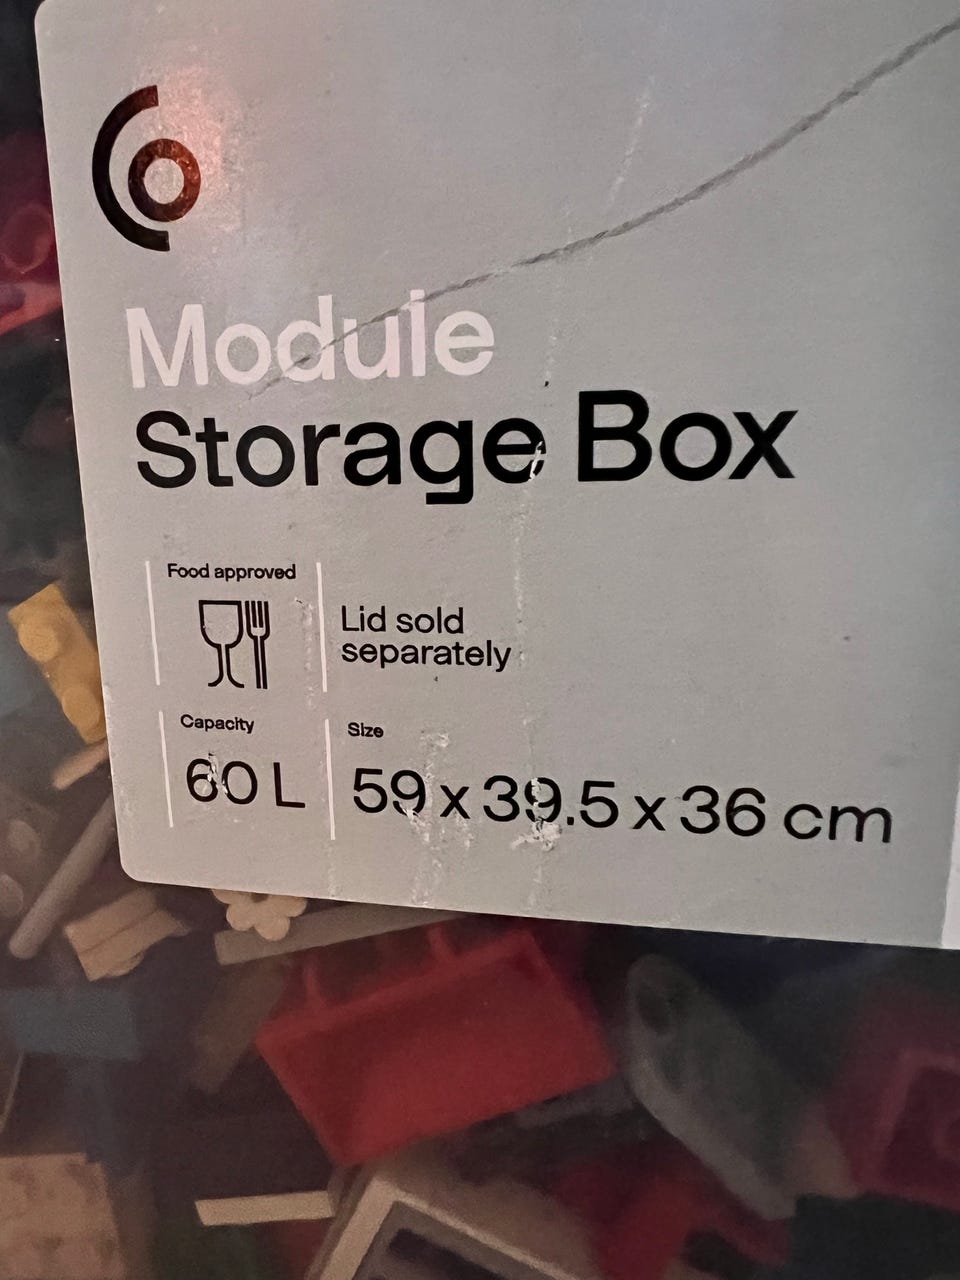 Module
Storage Box
Food approved
Lid sold
separately
Capacity
60 L
Size
59 x 39.5 x 36 cm